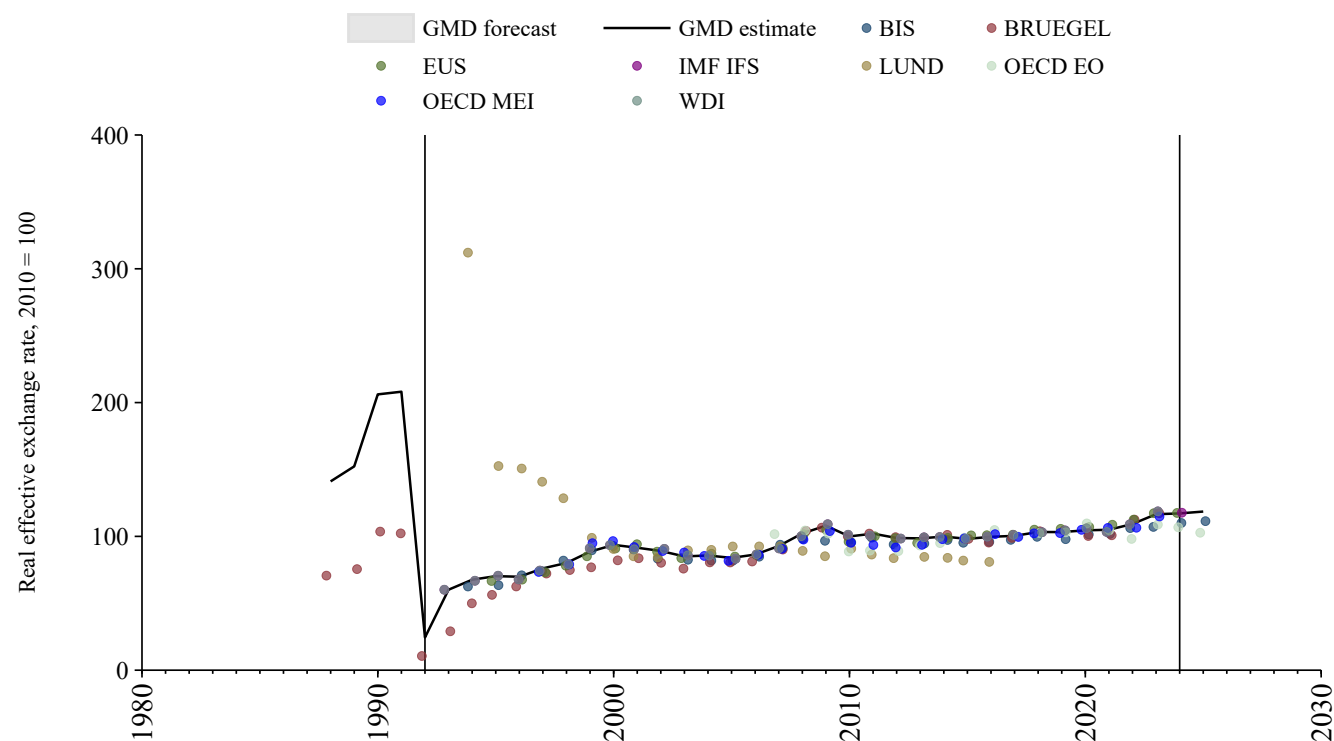 GMD forecast GMD estimate BIS BRUEGEL
EUS IMF IFS LUND OECD EO
OECD MEI WDI
Real effective exchange rate, 2010 = 100
400
300
200
100
0
1980 1990 2000 2010 2020 2030